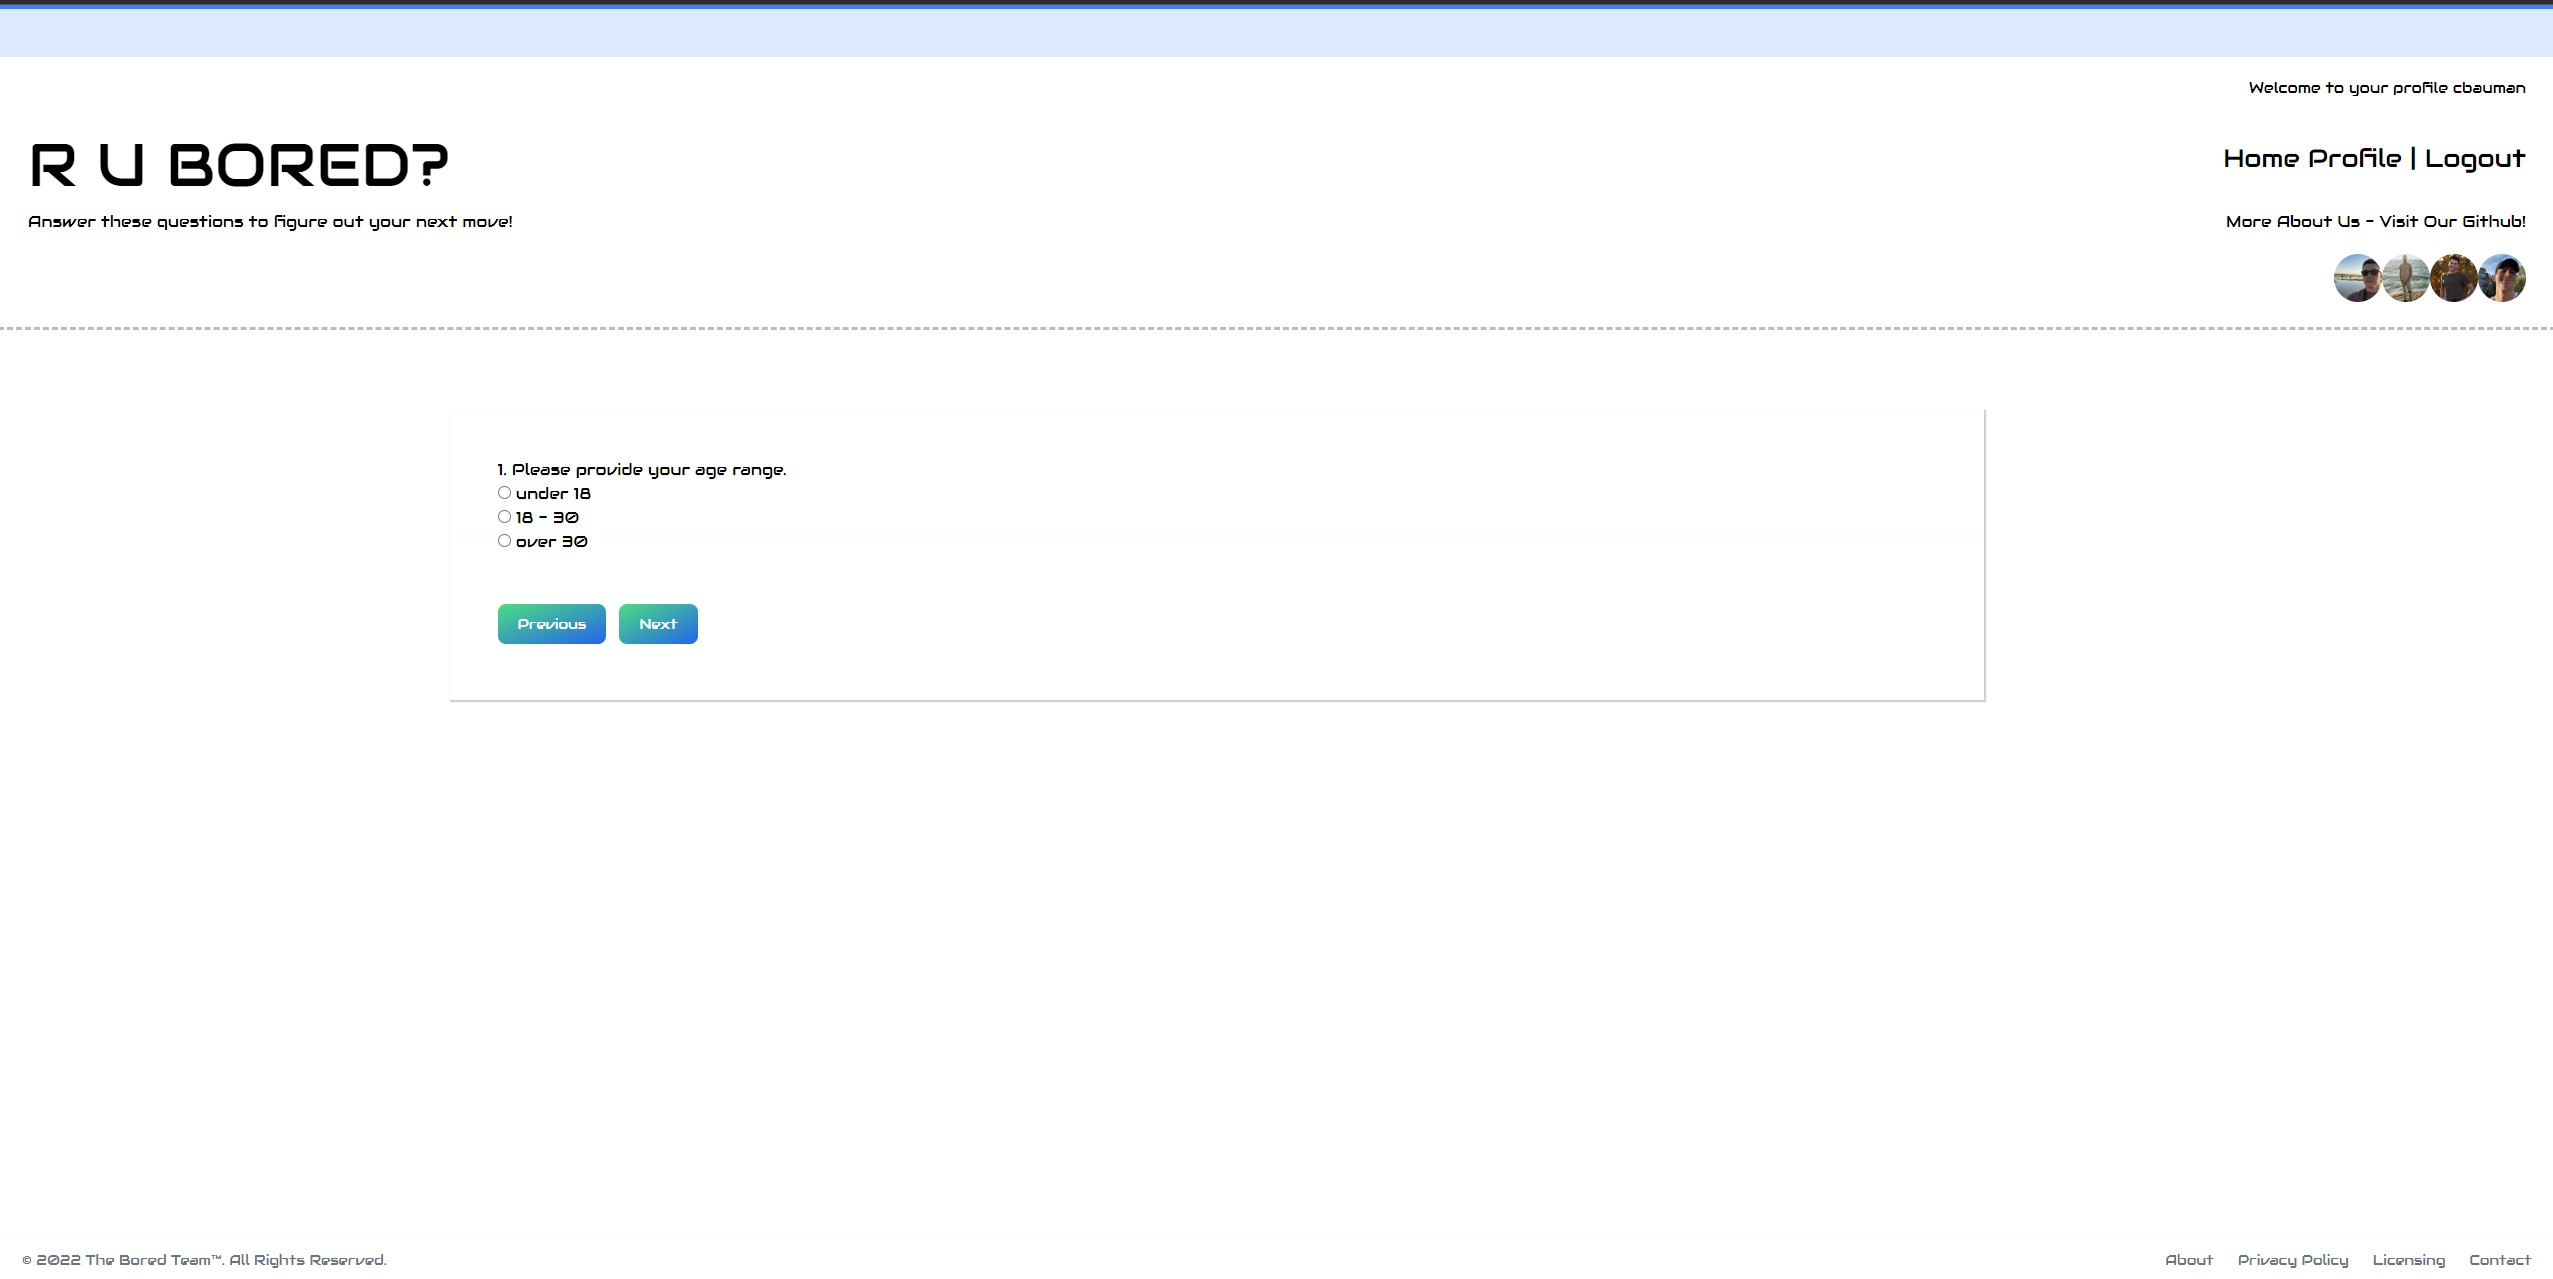 Welcome to your profile cbauman
R U BORED?
Home Profile | Logout
Answer these questions to figure out your next move!
More About Us - Visit Our Github!
1. Please provide your age range.
under 18
18 - 30
over 30
Previous
Next
© 2022 The Bored Team™. All Rights Reserved.
About
Privacy Policy
Licensing
Contact